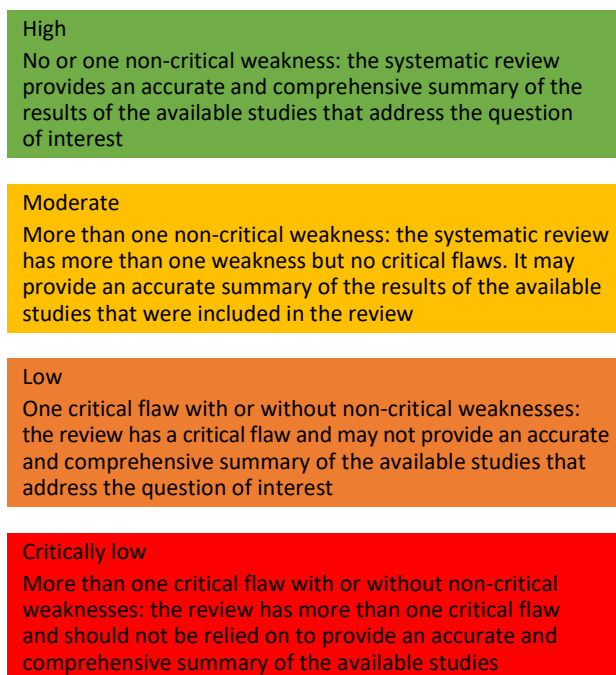 High
No or one non-critical weakness: the systematic review
provides an accurate and comprehensive summary of the
results of the available studies that address the question
of interest
Moderate
More than one non-critical weakness: the systematic review
has more than one weakness but no critical flaws. It may
provide an accurate summary of the results of the available
studies that were included in the review
Low
One critical flaw with or without non-critical weaknesses:
the review has a critical flaw and may not provide an accurate
and comprehensive summary of the available studies that
address the question of interest
Critically low
More than one critical flaw with or without non-critical
weaknesses: the review has more than one critical flaw
and should not be relied on to provide an accurate and
comprehensive summary of the available studies